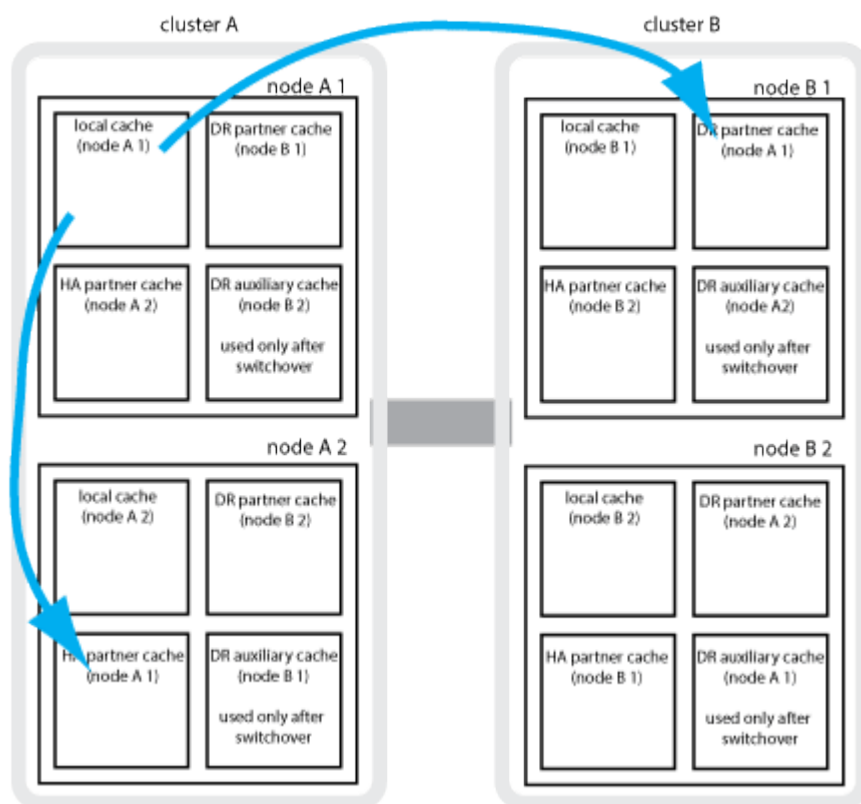 cluster A
cluster B
node A 1
local cache
(node A 1)
DR partner cache
(node B 1)
HA partner cache
(node A 2)
DR auxiliary cache
(node B 2)
used only after
switchover
node A 2
local cache
(node A 2)
DR partner cache
(node B 2)
HA partner cache
(node A 1)
DR auxiliary cache
(node B 1)
used only after
switchover
node B 1
local cache
(node B 1)
DR partner cache
(node A 1)
HA partner cache
(node B 2)
DR auxiliary cache
(node A2)
used only after
switchover
node B 2
local cache
(node B 2)
DR partner cache
(node A 2)
HA partner cache
(node B 1)
DR auxiliary cache
(node A 1)
used only after
switchover